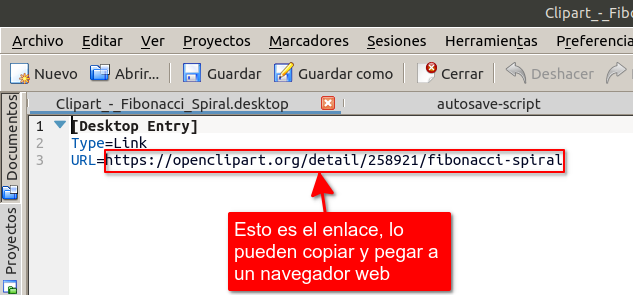 Clipart_-_Fibo
Archivo Editar Ver Proyectos Marcadores Sesiones Herramientas Preferencia
Nuevo Abrir... Guardar Guardar como Cerrar Deshacer
Documentos
Proyectos
Clipart_-_Fibonacci_Spiral.desktop autosave-script
1 [Desktop Entry]
2 Type=Link
3 URL=https://openclipart.org/detail/258921/fibonacci-spiral
Esto es el enlace, lo
pueden copiar y pegar a
un navegador web